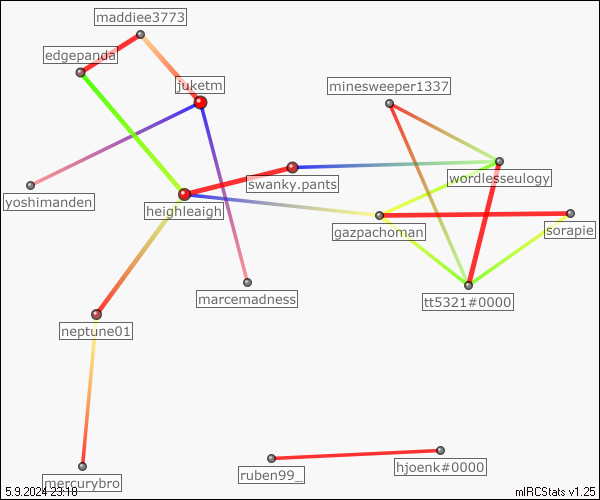 maddiee3773
edgepanda
juketm
minesweeper1337
wordlesseulogy
swanky.pants
yoshimanden
heighleaigh
gazpachoman
sorapie
marcemadness
tt5321#0000
neptune01
hjoenk#0000
ruben99_
mercurybro
5.9.2024 23:18
mIRCStats v1.25